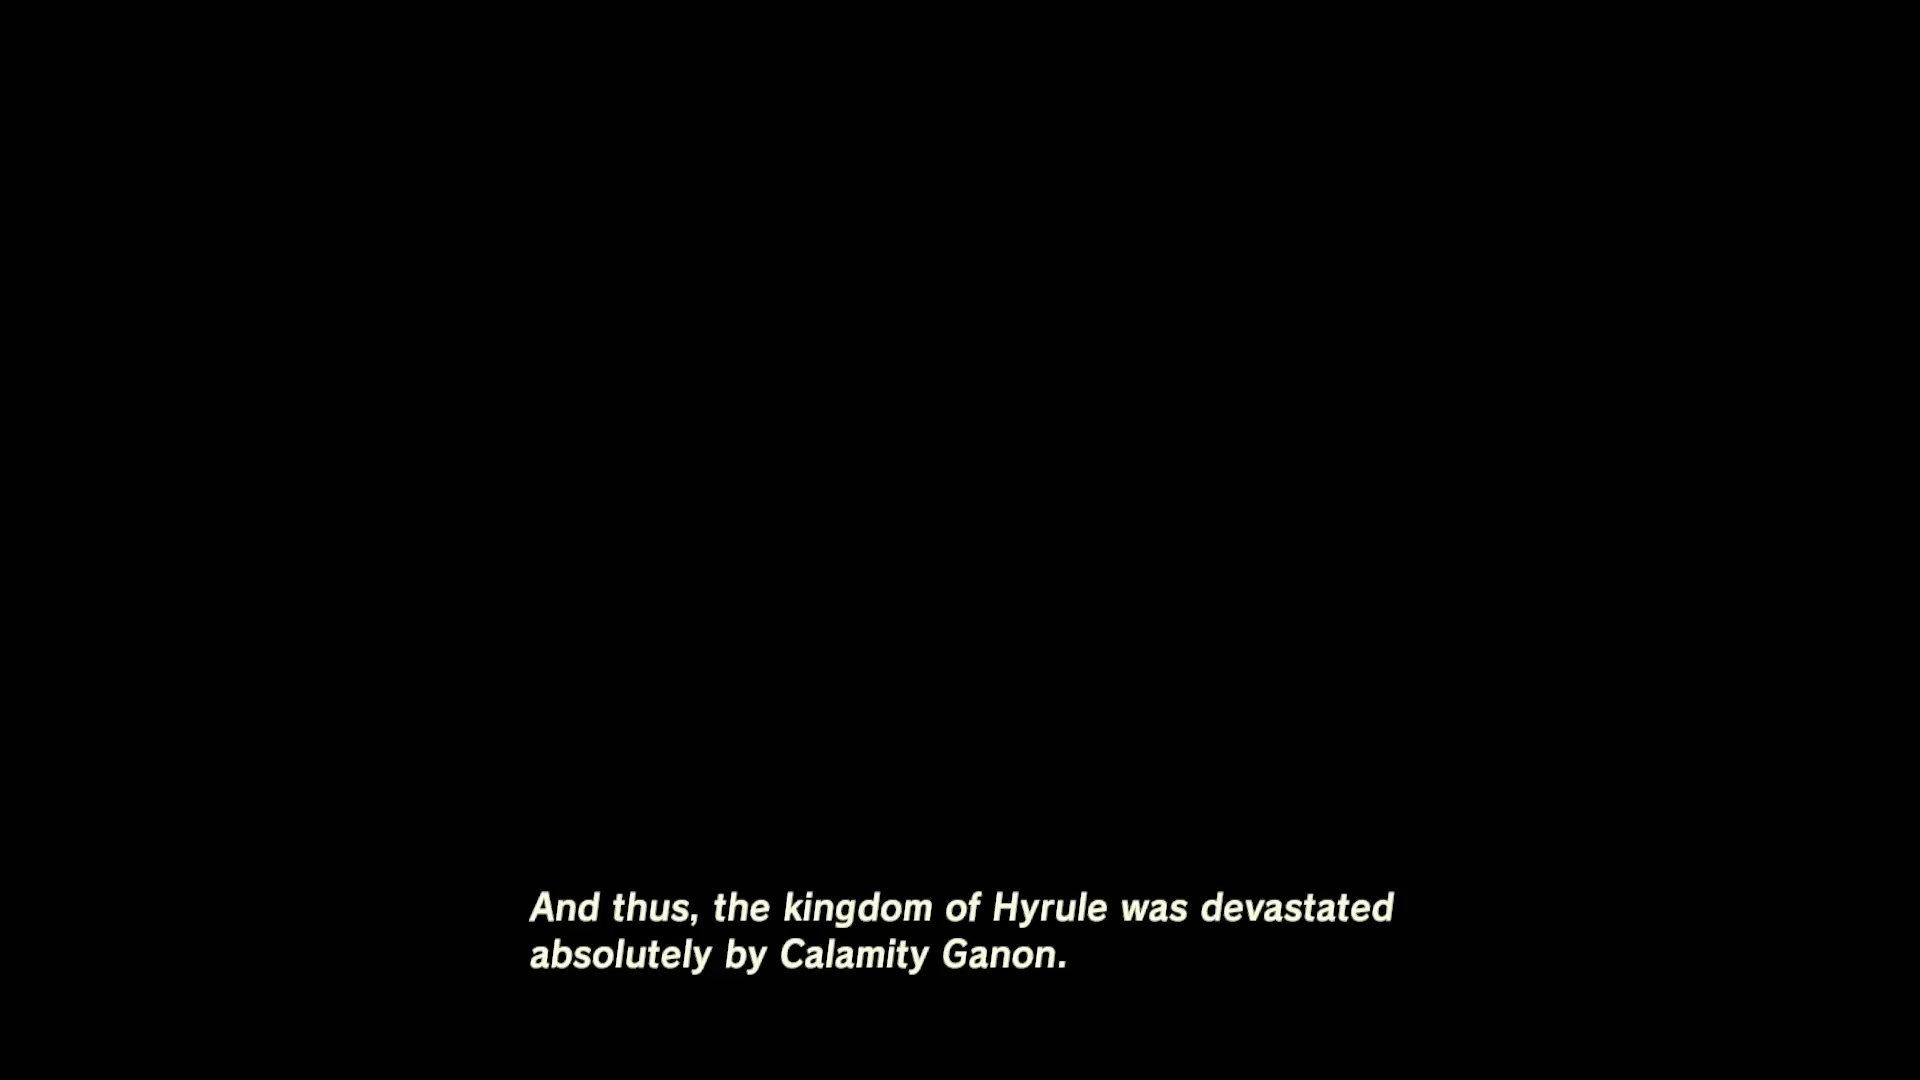 And thus, the kingdom of Hyrule was devastated
absolutely by Calamity Ganon.